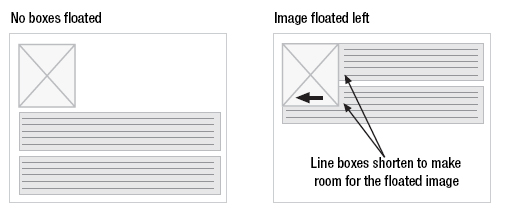 No boxes floated
Image floated left
Line boxes shorten to make
room for the floated image